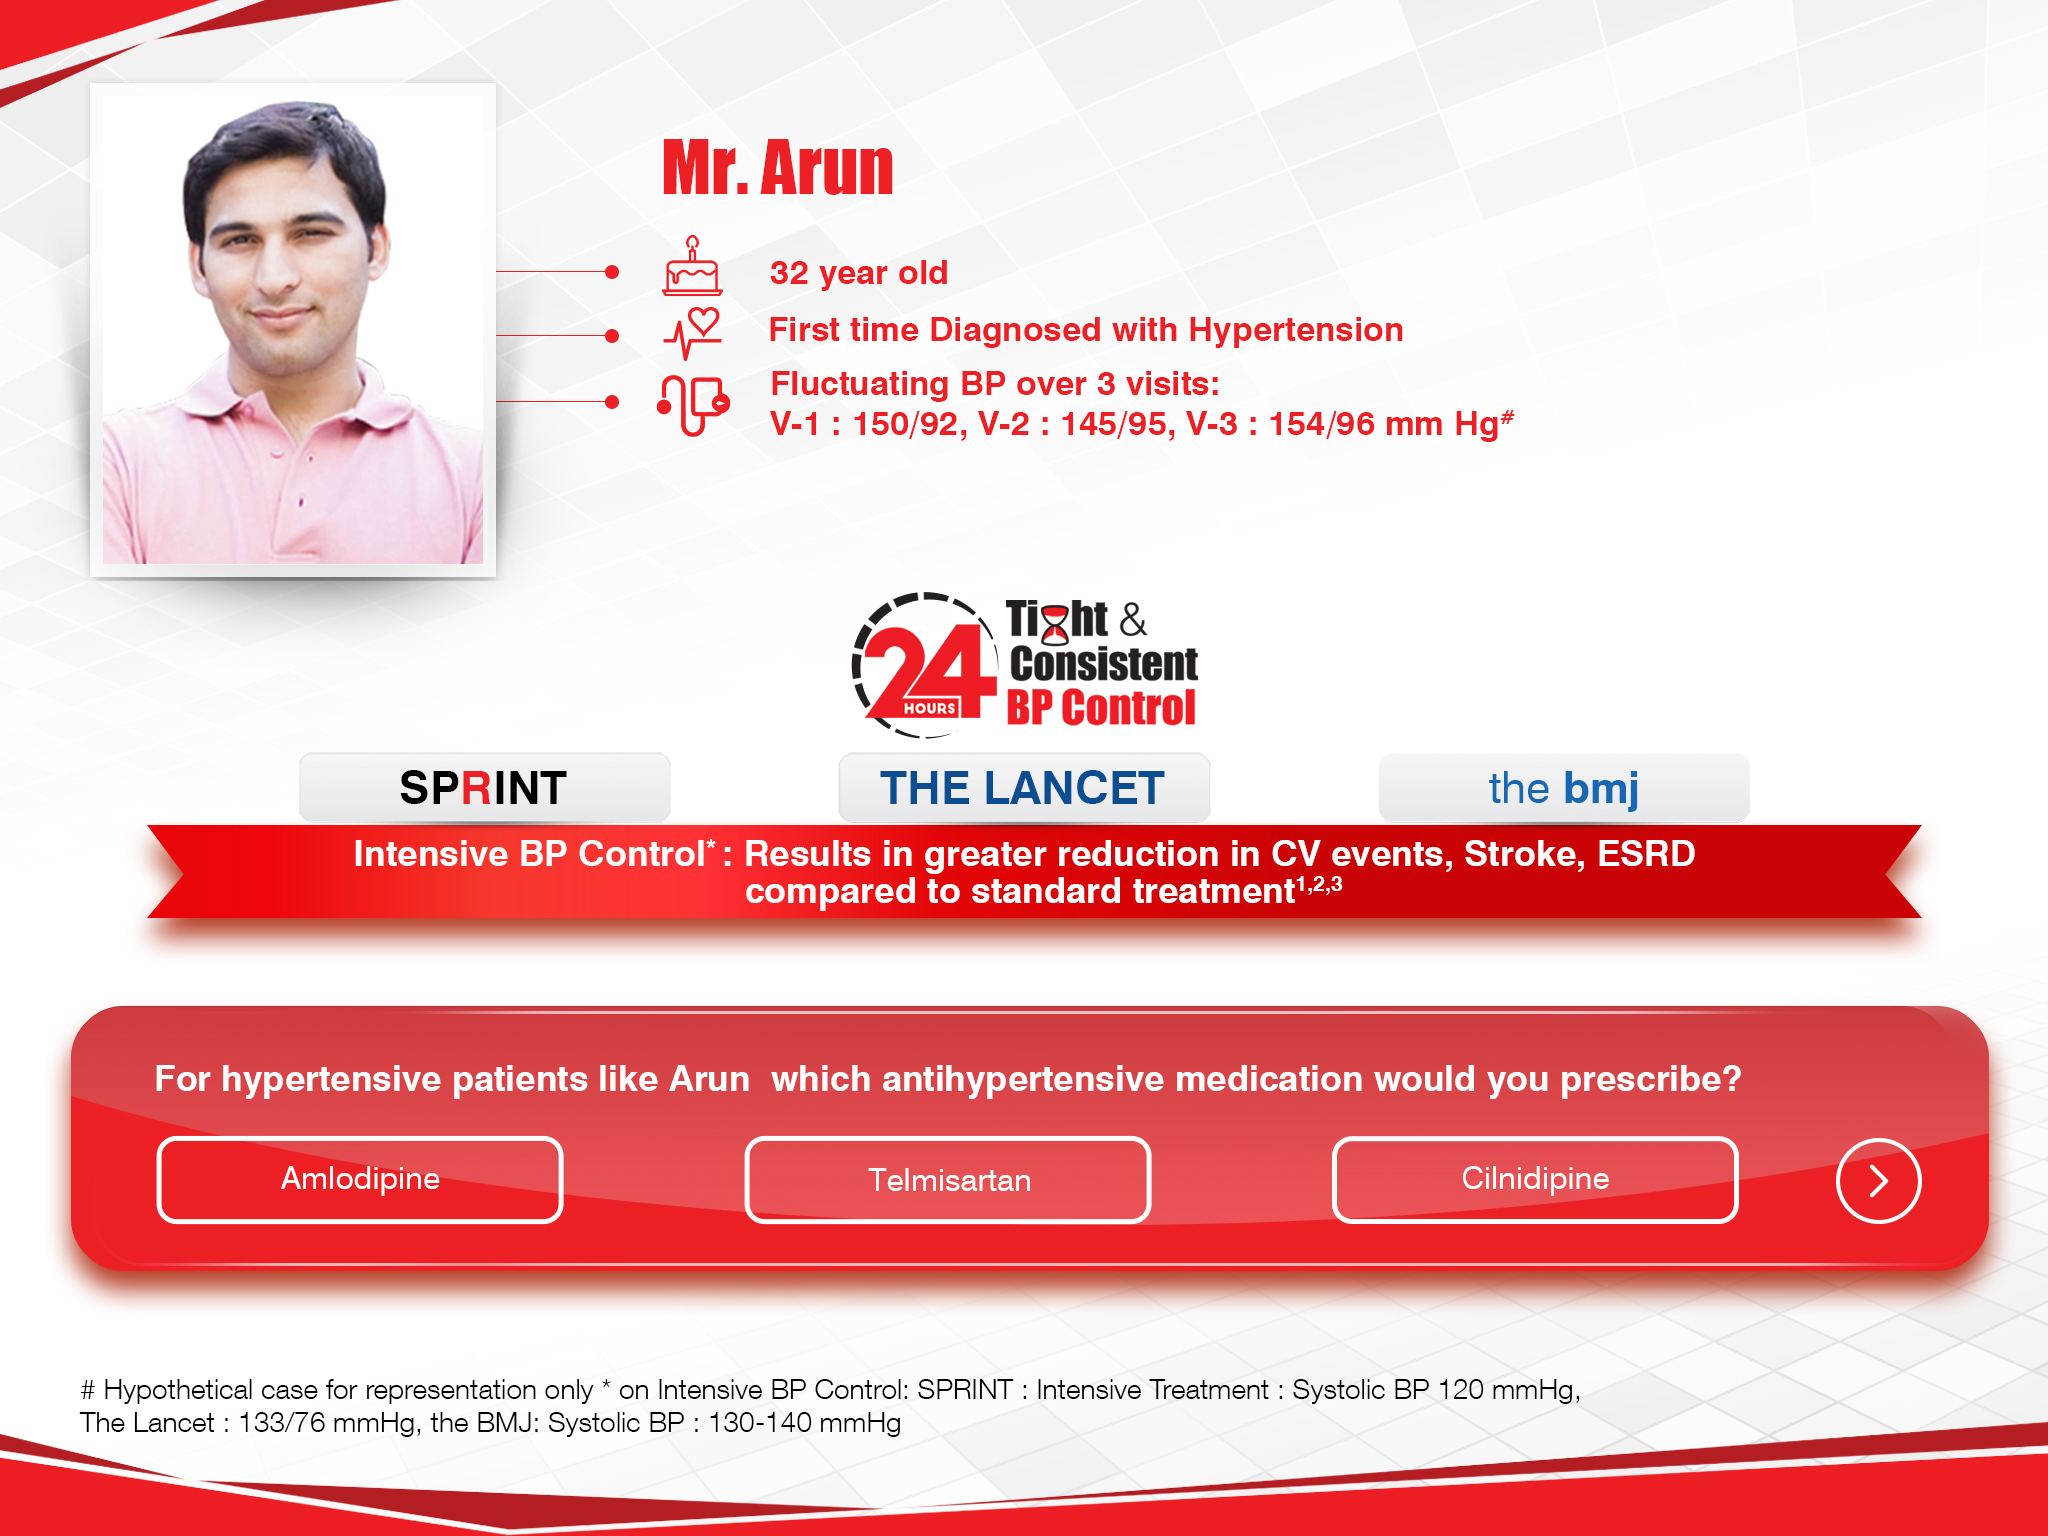 Mr. Arun
32 year old
First time Diagnosed with Hypertension
Fluctuating BP over 3 visits:
V-1 : 150/92, V-2 : 145/95, V-3 : 154/96 mm Hg#
24
HOURS
Tight &
Consistent
BP Control
SPRINT
THE LANCET
the bmj
Intensive BP Control* : Results in greater reduction in CV events, Stroke, ESRD
compared to standard treatment1,2,3
For hypertensive patients like Arun which antihypertensive medication would you prescribe?
Amlodipine
Telmisartan
Cilnidipine
# Hypothetical case for representation only * on Intensive BP Control: SPRINT : Intensive Treatment : Systolic BP 120 mmHg,
The Lancet : 133/76 mmHg, the BMJ: Systolic BP : 130-140 mmHg